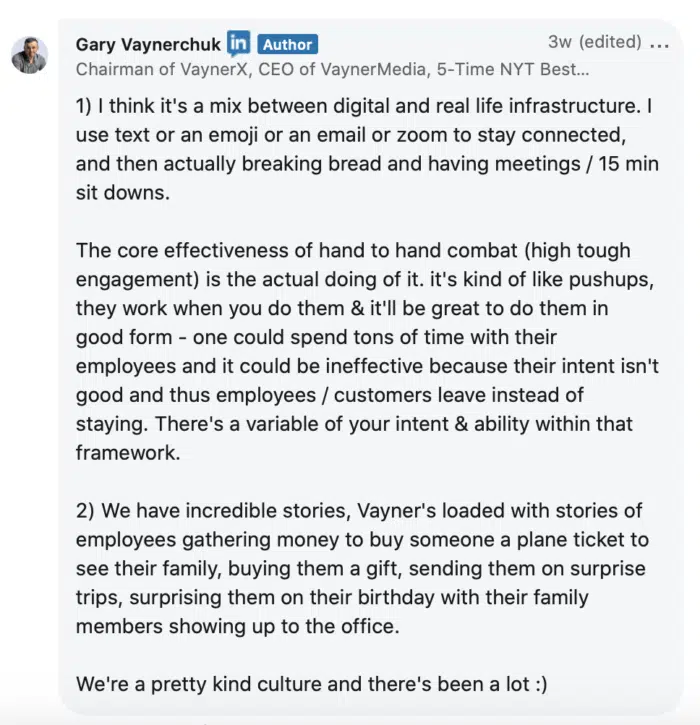 Gary Vaynerchuk in Author 3w (edited) ...
Chairman of VaynerX, CEO of VaynerMedia, 5-Time NYT Best...
1) I think it's a mix between digital and real life infrastructure. I
use text or an emoji or an email or zoom to stay connected,
and then actually breaking bread and having meetings / 15 min
sit downs.
The core effectiveness of hand to hand combat (high tough
engagement) is the actual doing of it. it's kind of like pushups,
they work when you do them & it'll be great to do them in
good form - one could spend tons of time with their
employees and it could be ineffective because their intent isn't
good and thus employees / customers leave instead of
staying. There's a variable of your intent & ability within that
framework.
2) We have incredible stories, Vayner's loaded with stories of
employees gathering money to buy someone a plane ticket to
see their family, buying them a gift, sending them on surprise
trips, surprising them on their birthday with their family
members showing up to the office.
We're a pretty kind culture and there's been a lot :)